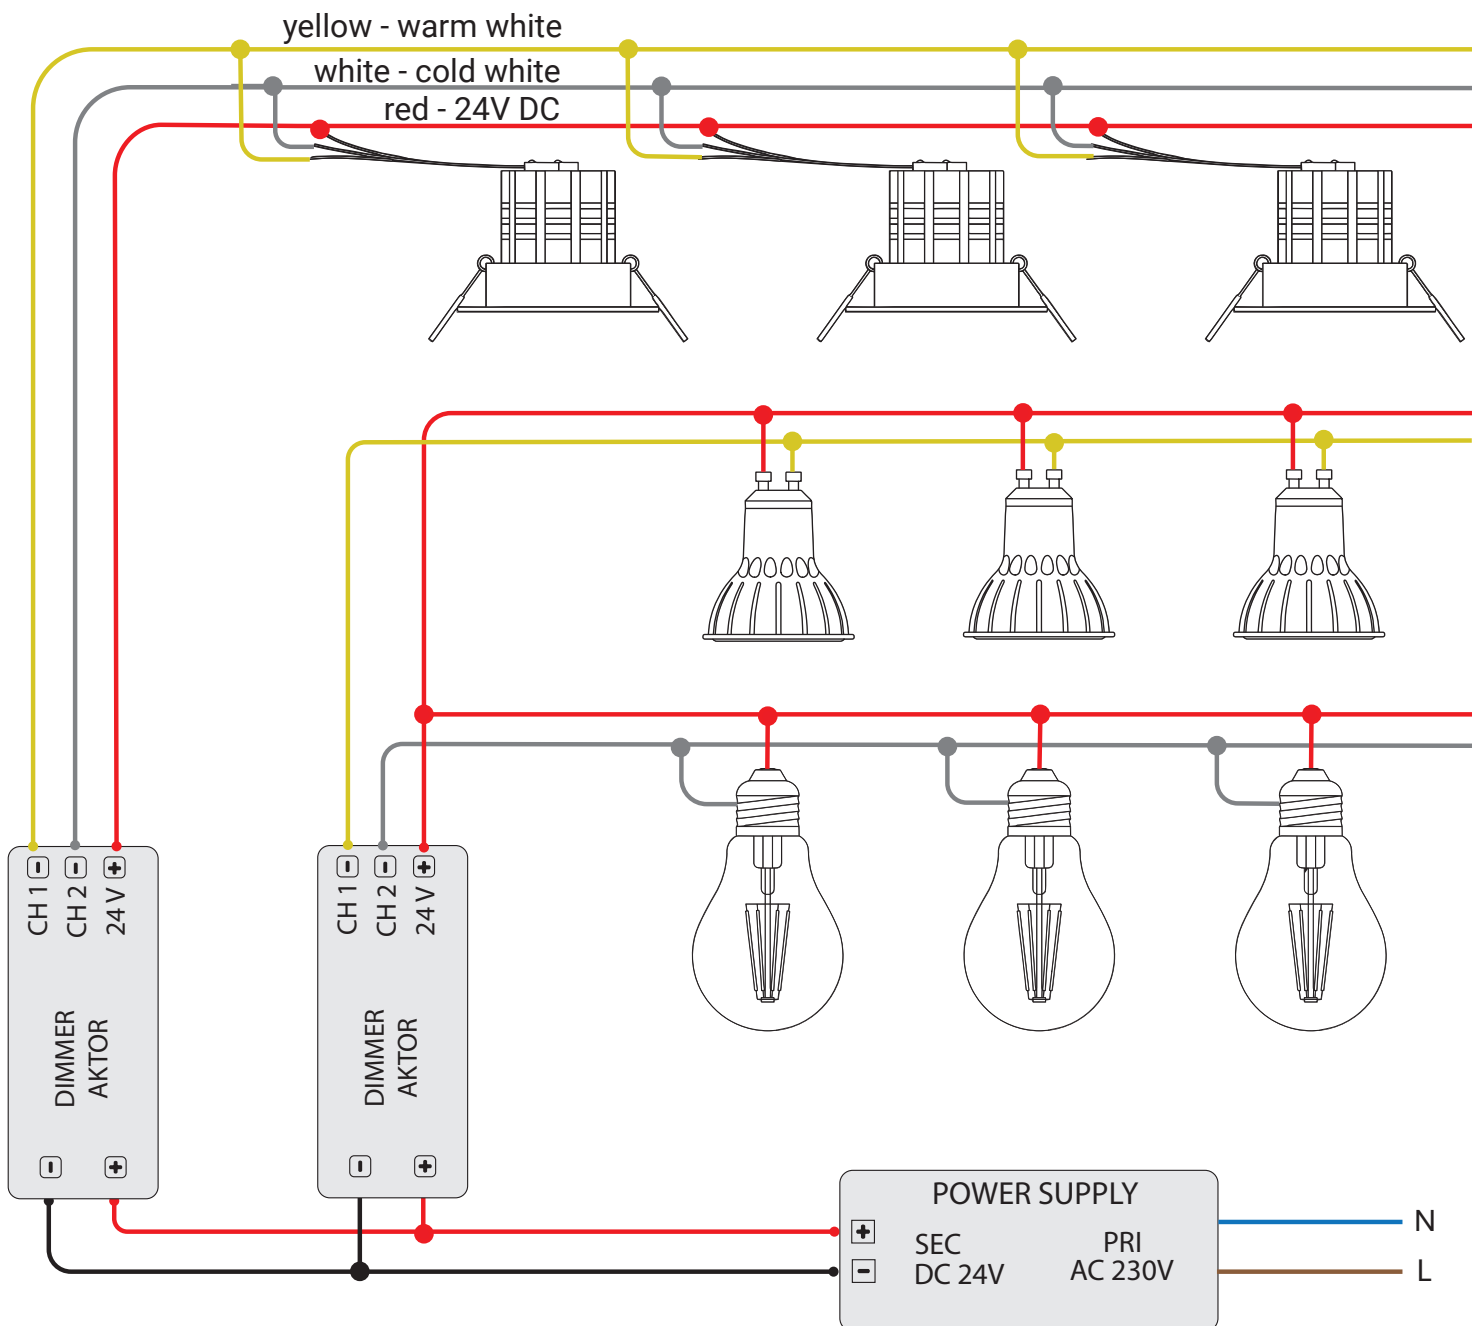 yellow - warm white
white - cold white
red - 24V DC
CH 1 -
CH 2 -
24 V +
DIMMER
AKTOR
- +
CH 1 -
CH 2 -
24 V +
DIMMER
AKTOR
- +
POWER SUPPLY
+ SEC
- DC 24V
PRI
AC 230V
N
L